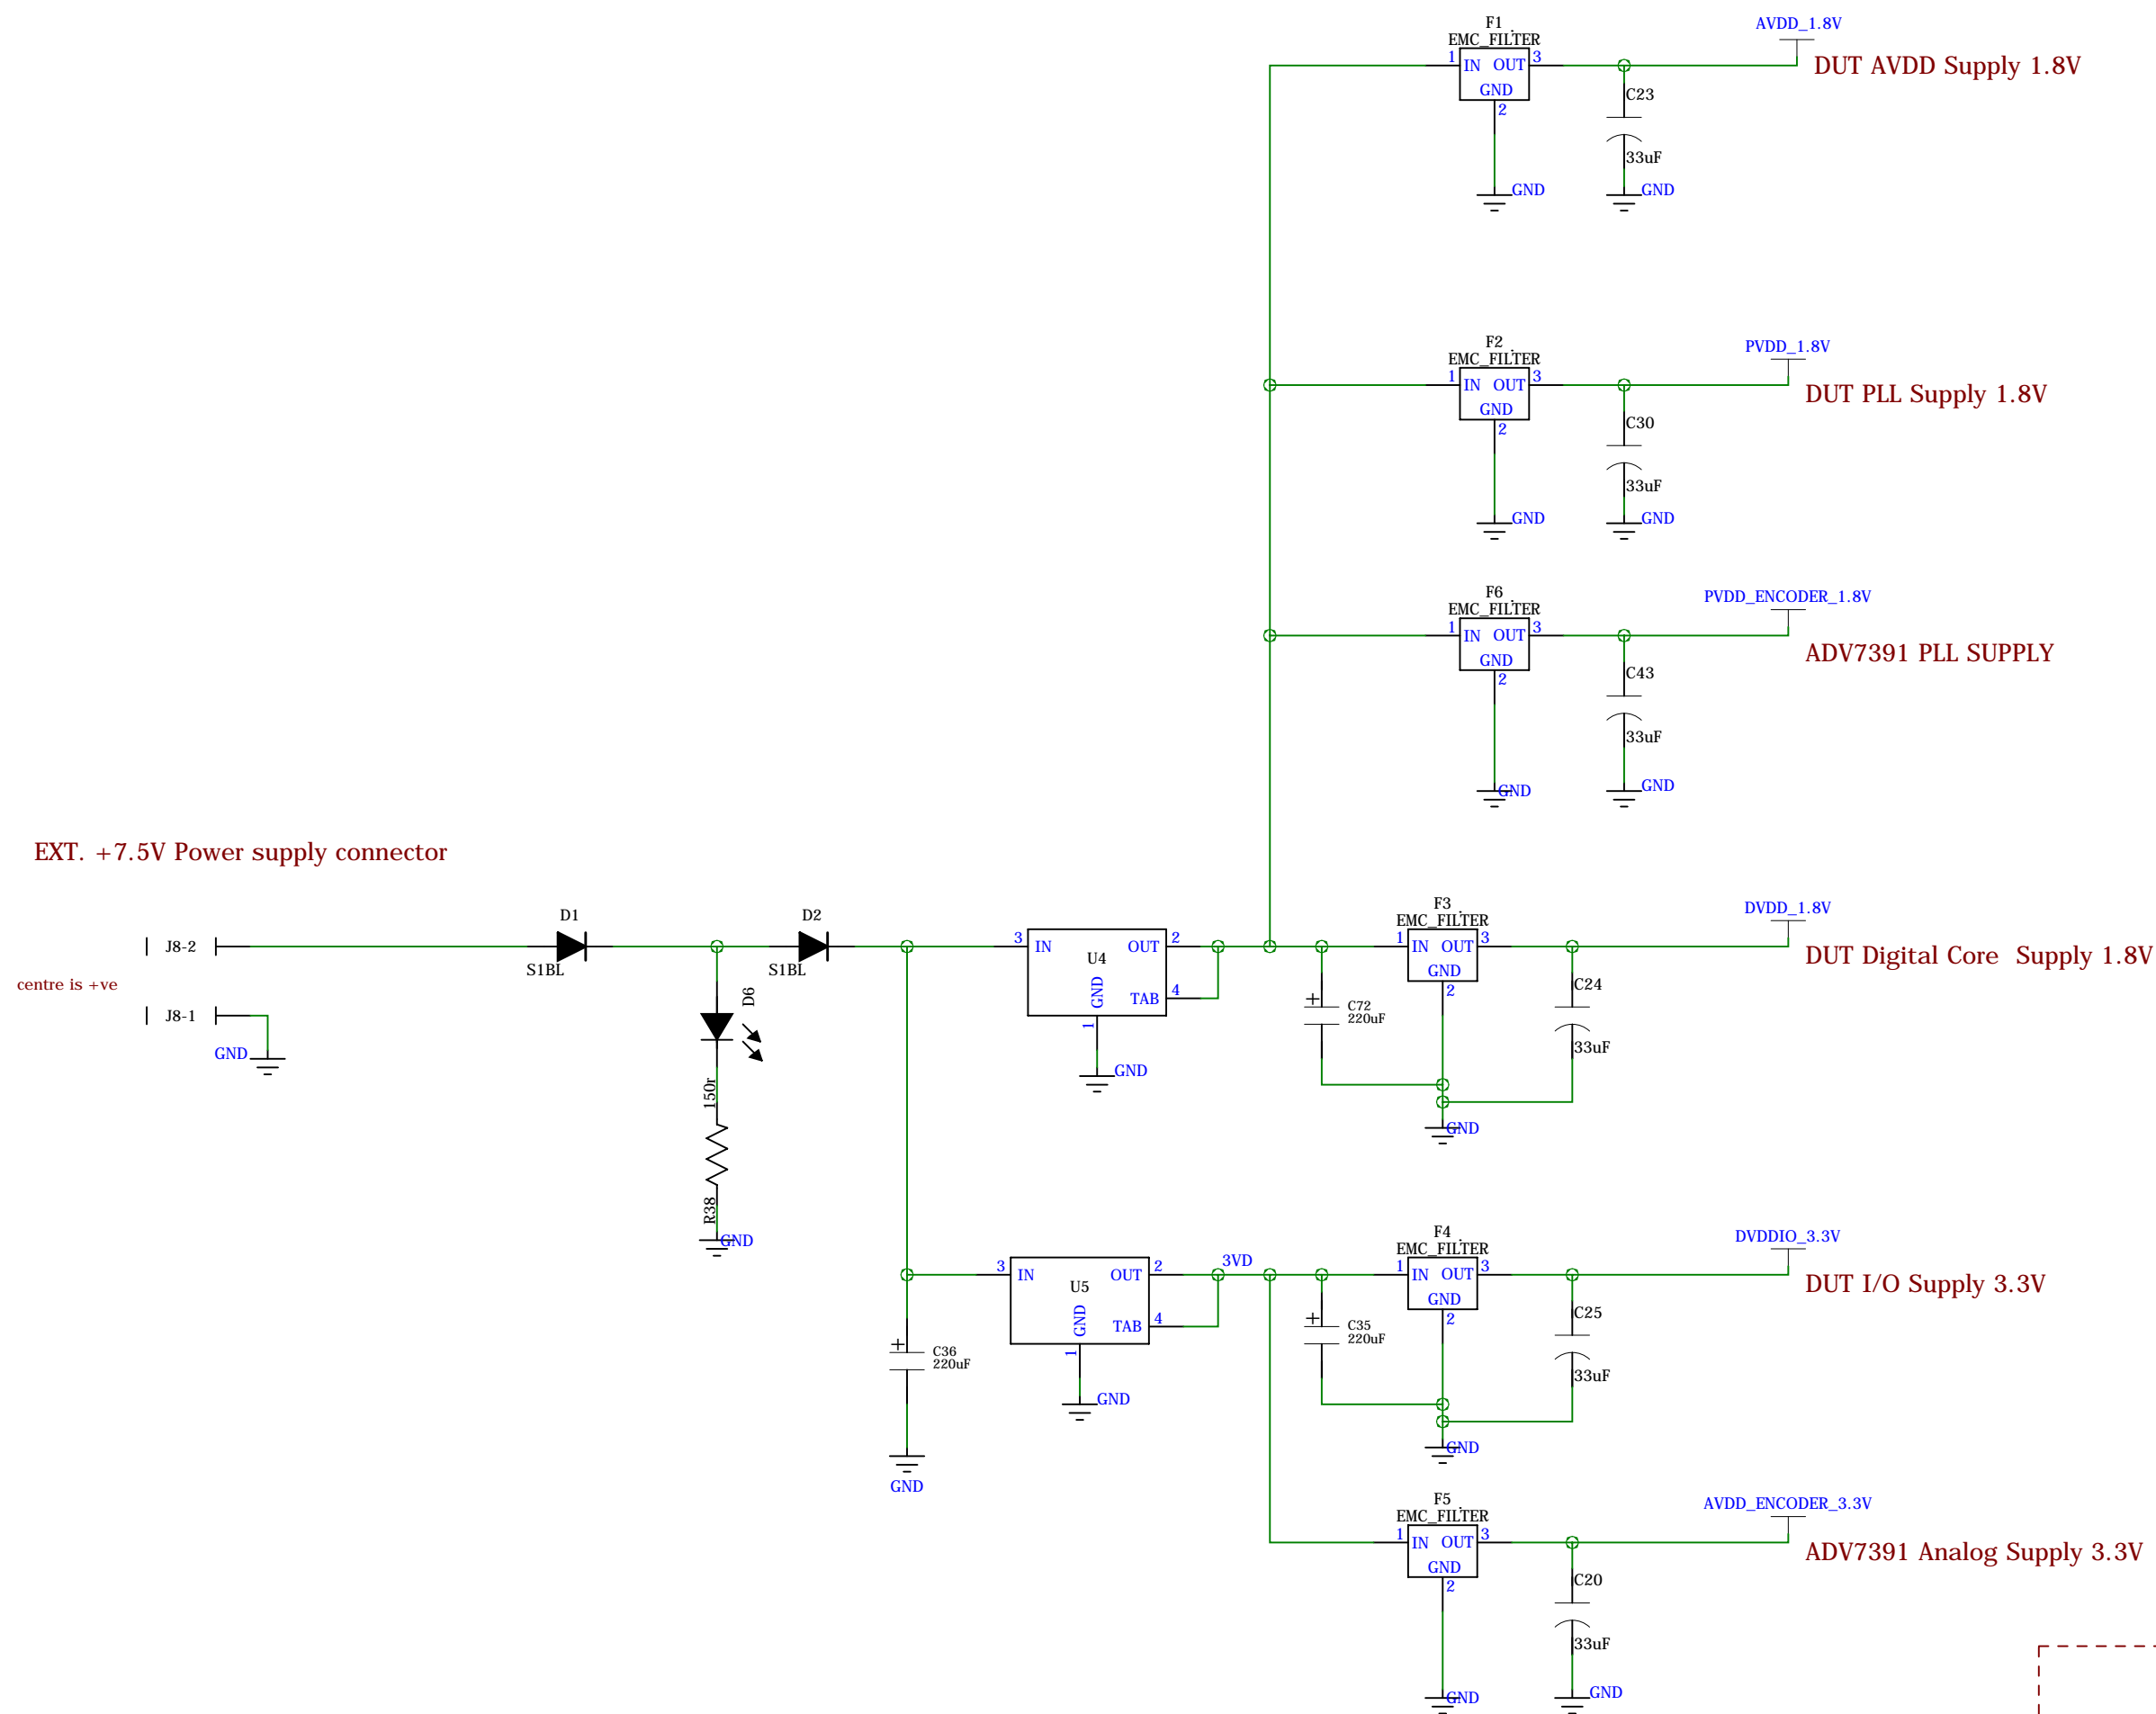 F1
EMC_FILTER
1 IN OUT 3
GND
2
GND
C23
33uF
GND
AVDD_1.8V
DUT AVDD Supply 1.8V
F2
EMC_FILTER
1 IN OUT 3
GND
2
GND
C30
33uF
GND
PVDD_1.8V
DUT PLL Supply 1.8V
F6
EMC_FILTER
1 IN OUT 3
GND
2
GND
C43
33uF
GND
PVDD_ENCODER_1.8V
ADV7391 PLL SUPPLY
EXT. +7.5V Power supply connector
J8-2
centre is +ve
J8-1
GND
D1
S1BL
D2
S1BL
D6
150r
R38
GND
3 IN OUT 2
U4
GND
TAB 4
1
GND
C72
220uF
F3
EMC_FILTER
1 IN OUT 3
GND
2
GND
C24
33uF
DVDD_1.8V
DUT Digital Core Supply 1.8V
C36
220uF
GND
3 IN OUT 2
U5
GND
TAB 4
1
GND
3VD
C35
220uF
F4
EMC_FILTER
1 IN OUT 3
GND
2
GND
C25
33uF
DVDDIO_3.3V
DUT I/O Supply 3.3V
F5
EMC_FILTER
1 IN OUT 3
GND
2
GND
C20
33uF
GND
AVDD_ENCODER_3.3V
ADV7391 Analog Supply 3.3V